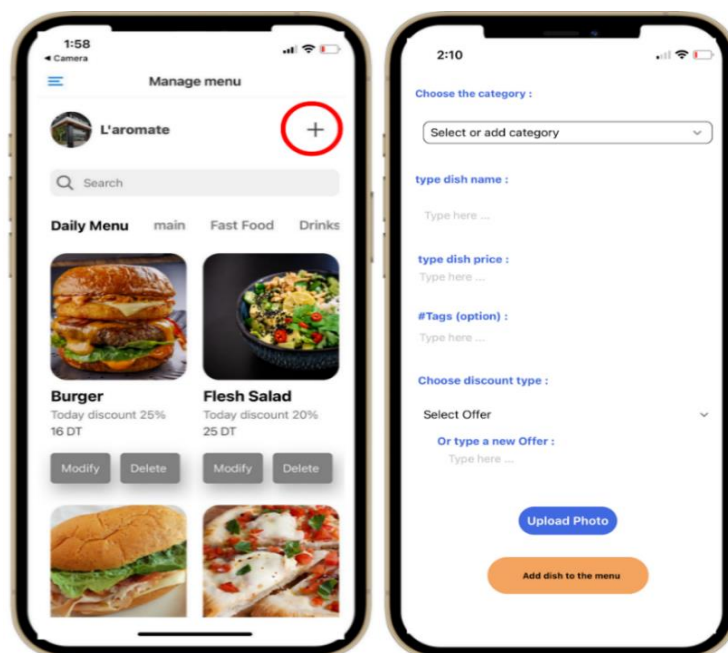 1:58
◀ Camera
Manage menu
L'aromate
Search
Daily Menu main Fast Food Drinks
Burger
Today discount 25%
16 DT
Modify Delete
Flesh Salad
Today discount 20%
25 DT
Modify Delete
2:10
Choose the category :
Select or add category
type dish name :
Type here ....
type dish price :
Type here ...
#Tags (option) :
Type here ....
Choose discount type :
Select Offer
Or type a new Offer :
Type here ...
Upload Photo
Add dish to the menu